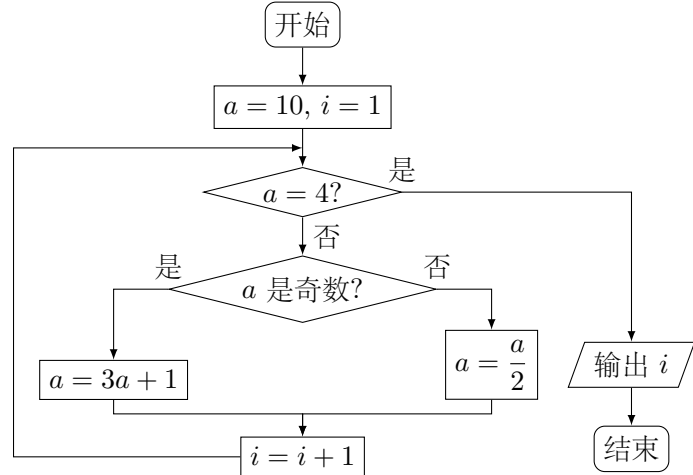 开始
a = 10, i = 1
a = 4?
是
否
a 是奇数?
是
否
a = 3a + 1
a = a/2
输出 i
i = i + 1
结束